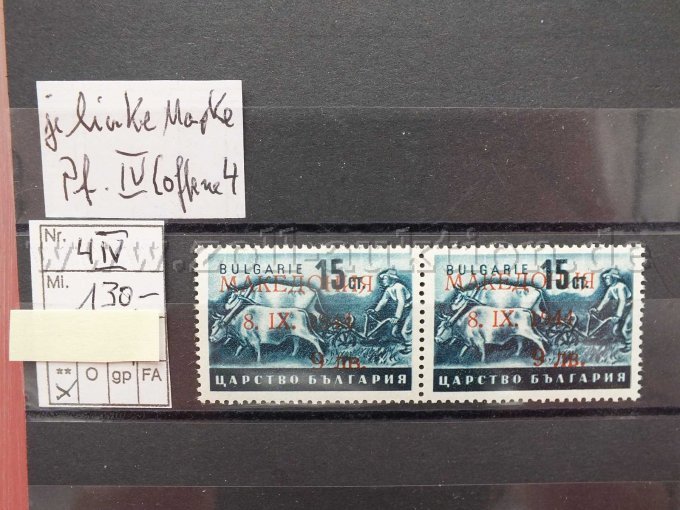 je linke Marke
Pf. IV (offene 4
Nr. 4 IV
Mi. 130,-
** O gp FA
BULGARIE 15 СТ.
МАКЕДОНИЯ
8. IX. 1944
9 лв.
ЦАРСТВО БЪЛГАРИЯ
BULGARIE 15 СТ.
МАКЕДОНИЯ
8. IX. 1944
9 лв.
ЦАРСТВО БЪЛГАРИЯ